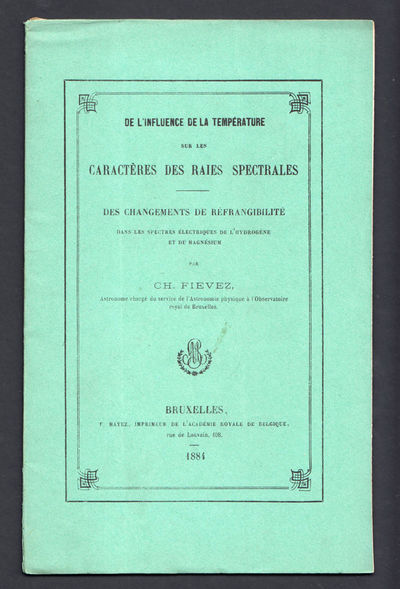 DE L'INFLUENCE DE LA TEMPÉRATURE
SUR LES
CARACTÈRES DES RAIES SPECTRALES
DES CHANGEMENTS DE RÉFRANGIBILITÉ
DANS LES SPECTRES ÉLECTRIQUES DE L'HYDROGÈNE
ET DU MAGNÉSIUM
PAR
CH. FIEVEZ,
Astronome chargé du service de l'Astronomie physique à l'Observatoire
royal de Bruxelles.
BRUXELLES,
F. HAYEZ, IMPRIMEUR DE L'ACADÉMIE ROYALE DE BELGIQUE,
rue de Louvain, 108.
1884